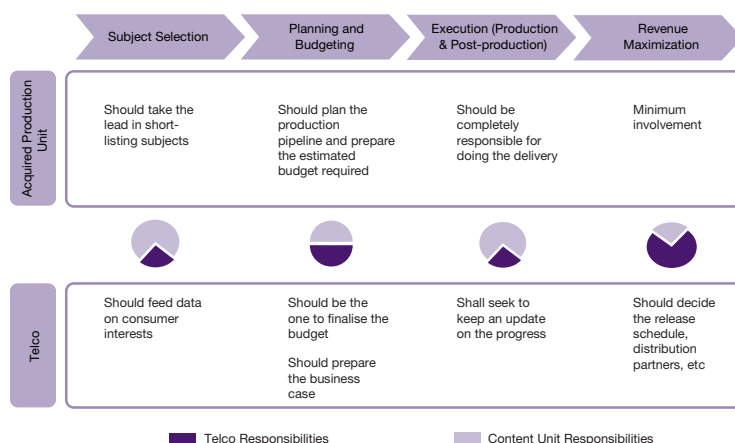 Subject Selection
Planning and
Budgeting
Execution (Production
& Post-production)
Revenue
Maximization
Acquired Production
Unit
Should take the
lead in short-
listing subjects
Should plan the
production
pipeline and prepare
the estimated
budget required
Should be
completely
responsible for
doing the delivery
Minimum
involvement
Telco
Should feed data
on consumer
interests
Should be the
one to finalise the
budget
Should prepare
the business
case
Shall seek to
keep an update
on the progress
Should decide
the release
schedule,
distribution
partners, etc
Telco Responsibilities
Content Unit Responsibilities